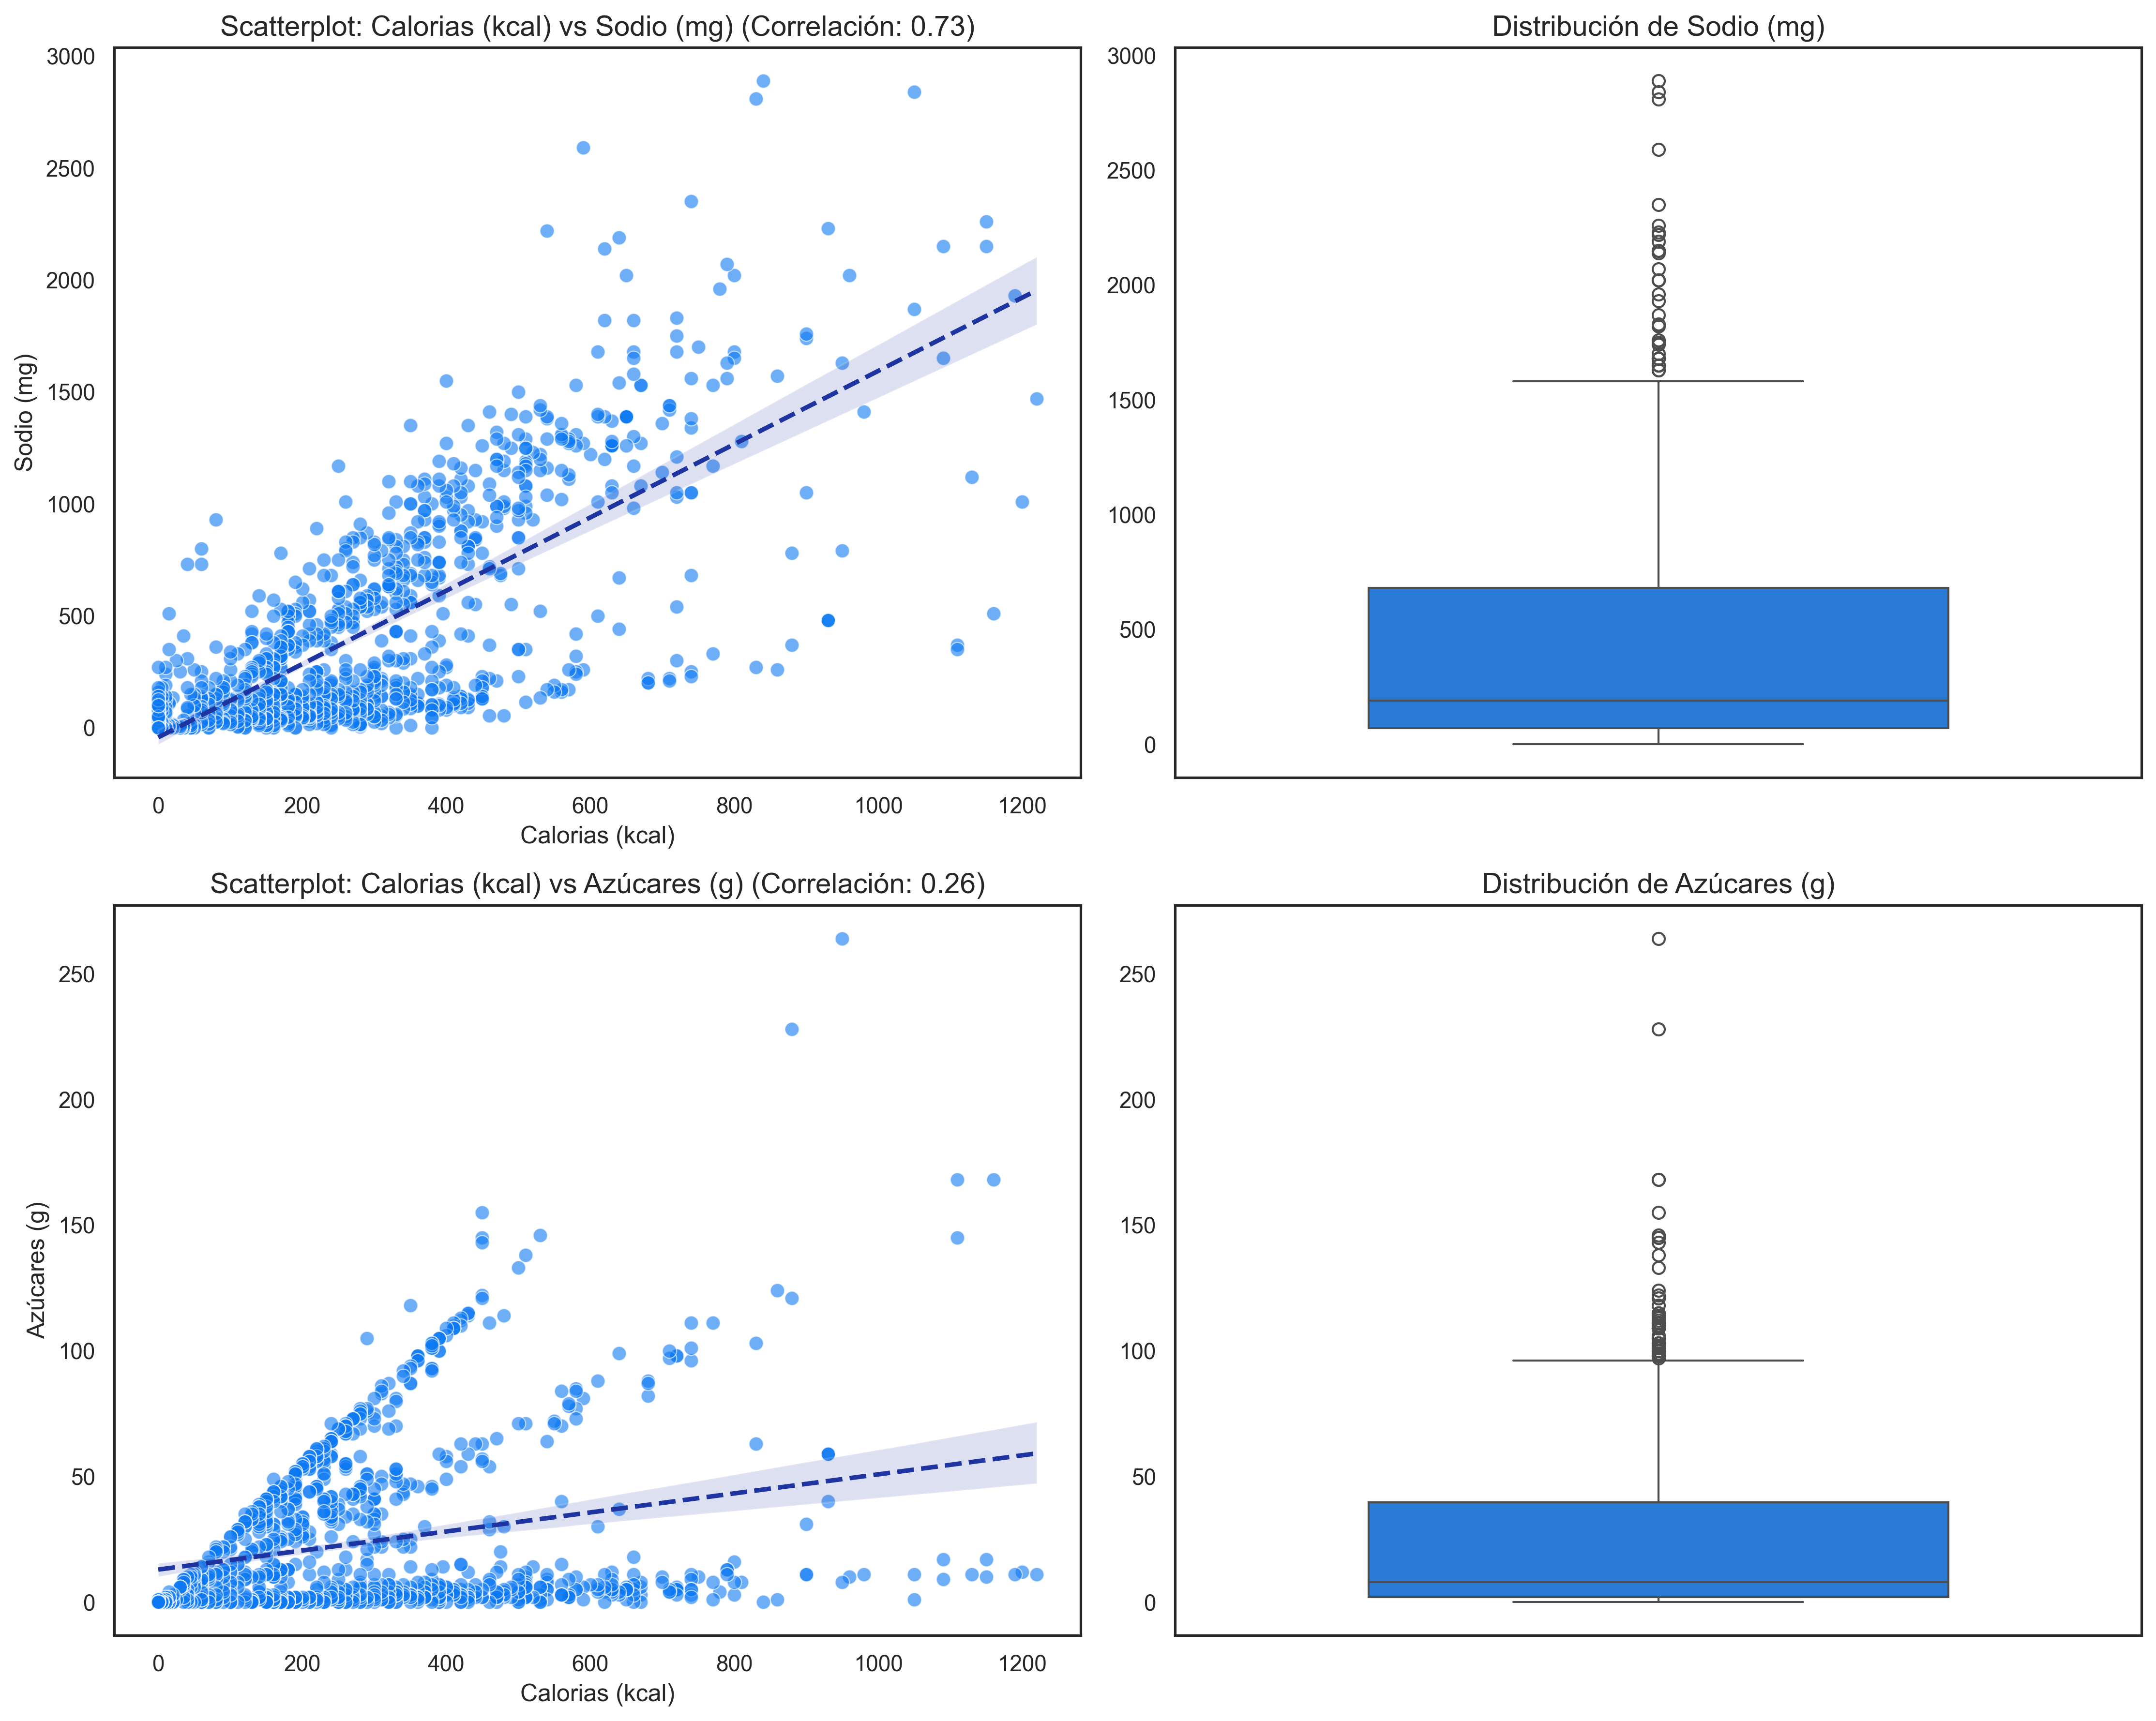 Scatterplot: Calorias (kcal) vs Sodio (mg) (Correlación: 0.73)
3000
2500
2000
1500
1000
500
0
Sodio (mg)
0 200 400 600 800 1000 1200
Calorias (kcal)
Distribución de Sodio (mg)
3000
2500
2000
1500
1000
500
0
Scatterplot: Calorias (kcal) vs Azúcares (g) (Correlación: 0.26)
250
200
150
100
50
0
Azúcares (g)
0 200 400 600 800 1000 1200
Calorias (kcal)
Distribución de Azúcares (g)
250
200
150
100
50
0